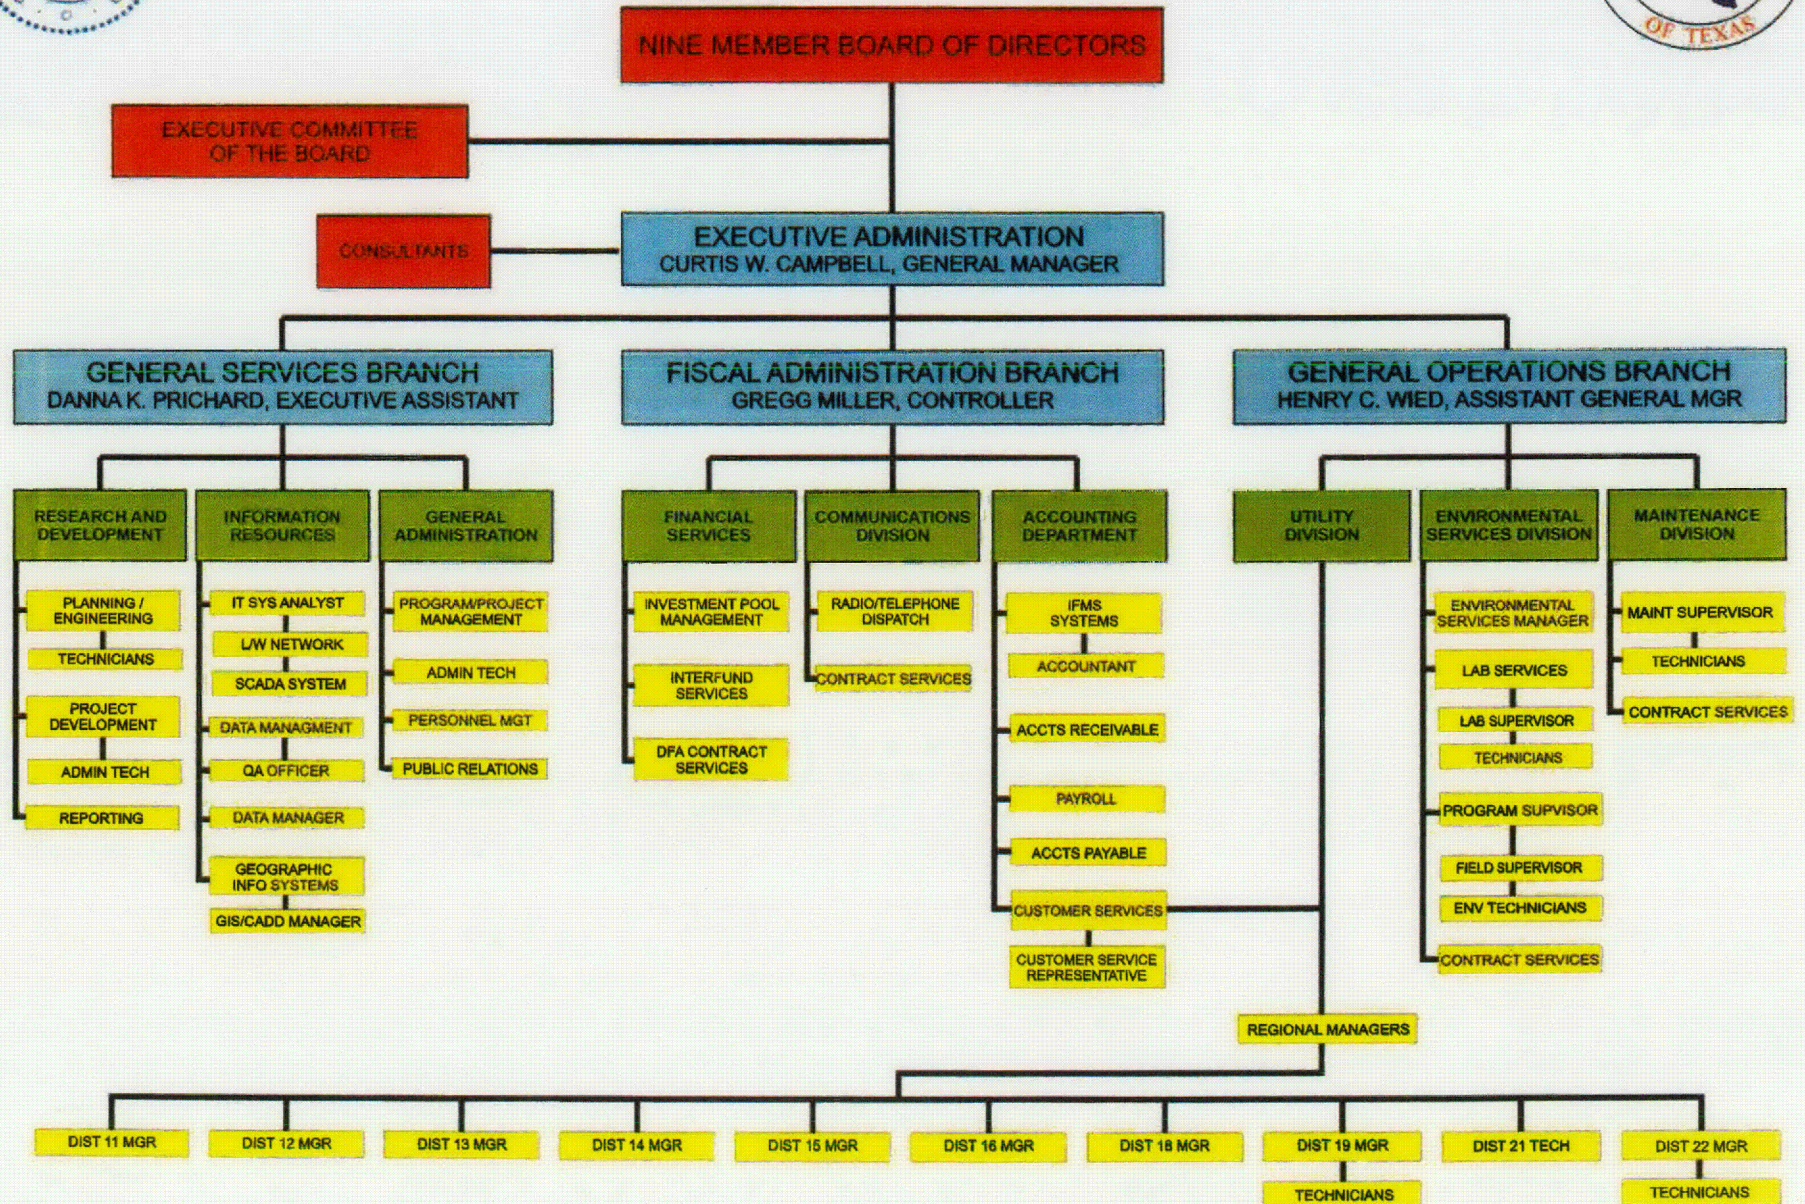 OF TEXAS
NINE MEMBER BOARD OF DIRECTORS
EXECUTIVE COMMITTEE
OF THE BOARD
CONSULTANTS
EXECUTIVE ADMINISTRATION
CURTIS W. CAMPBELL, GENERAL MANAGER
GENERAL SERVICES BRANCH
DANNA K. PRICHARD, EXECUTIVE ASSISTANT
FISCAL ADMINISTRATION BRANCH
GREGG MILLER, CONTROLLER
GENERAL OPERATIONS BRANCH
HENRY C. WIED, ASSISTANT GENERAL MGR
RESEARCH AND
DEVELOPMENT
PLANNING /
ENGINEERING
TECHNICIANS
PROJECT
DEVELOPMENT
ADMIN TECH
REPORTING
INFORMATION
RESOURCES
IT SYS ANALYST
L/W NETWORK
SCADA SYSTEM
DATA MANAGMENT
QA OFFICER
DATA MANAGER
GEOGRAPHIC
INFO SYSTEMS
GIS/CADD MANAGER
GENERAL
ADMINISTRATION
PROGRAM/PROJECT
MANAGEMENT
ADMIN TECH
PERSONNEL MGT
PUBLIC RELATIONS
FINANCIAL
SERVICES
INVESTMENT POOL
MANAGEMENT
INTERFUND
SERVICES
DFA CONTRACT
SERVICES
COMMUNICATIONS
DIVISION
RADIO/TELEPHONE
DISPATCH
CONTRACT SERVICES
ACCOUNTING
DEPARTMENT
IFMS
SYSTEMS
ACCOUNTANT
ACCTS RECEIVABLE
PAYROLL
ACCTS PAYABLE
CUSTOMER SERVICES
CUSTOMER SERVICE
REPRESENTATIVE
UTILITY
DIVISION
ENVIRONMENTAL
SERVICES DIVISION
ENVIRONMENTAL
SERVICES MANAGER
LAB SERVICES
LAB SUPERVISOR
TECHNICIANS
PROGRAM SUPVISOR
FIELD SUPERVISOR
ENV TECHNICIANS
CONTRACT SERVICES
MAINTENANCE
DIVISION
MAINT SUPERVISOR
TECHNICIANS
CONTRACT SERVICES
REGIONAL MANAGERS
DIST 11 MGR
DIST 12 MGR
DIST 13 MGR
DIST 14 MGR
DIST 15 MGR
DIST 16 MGR
DIST 18 MGR
DIST 19 MGR
DIST 21 TECH
DIST 22 MGR
TECHNICIANS
TECHNICIANS